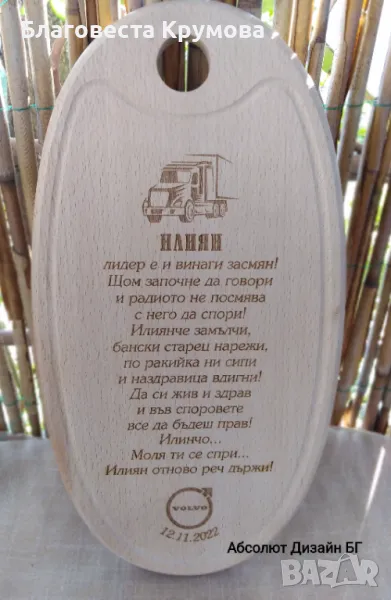 Благовеста Крумова
ИЛИЯН
лидер е и винаги засмян!
Щом започне да говори
и радиото не посмява
с него да спори!
Илиянче замълчи,
бански старец нарежи,
по ракийка ни сипи
и наздравица вдигни!
Да си жив и здрав
и във споровете
все да бъдеш прав!
Илинчо...
Моля ти се спри...
Илиян отново реч държи!
VOLVO
12.11.2022
Абсолют Дизайн БГ
BAZAR